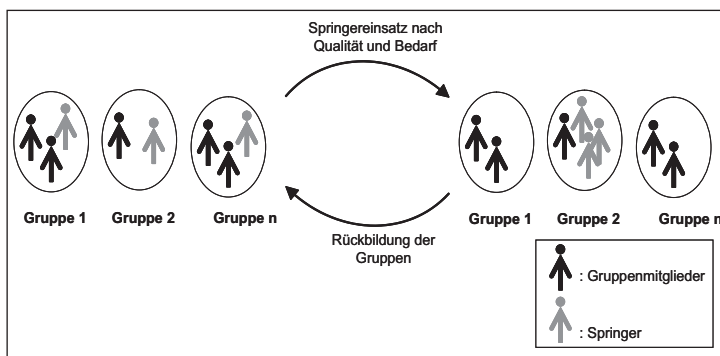 Springereinsatz nach
Qualität und Bedarf
Gruppe 1
Gruppe 2
Gruppe n
Gruppe 1
Gruppe 2
Gruppe n
Rückbildung der
Gruppen
: Gruppenmitglieder
: Springer